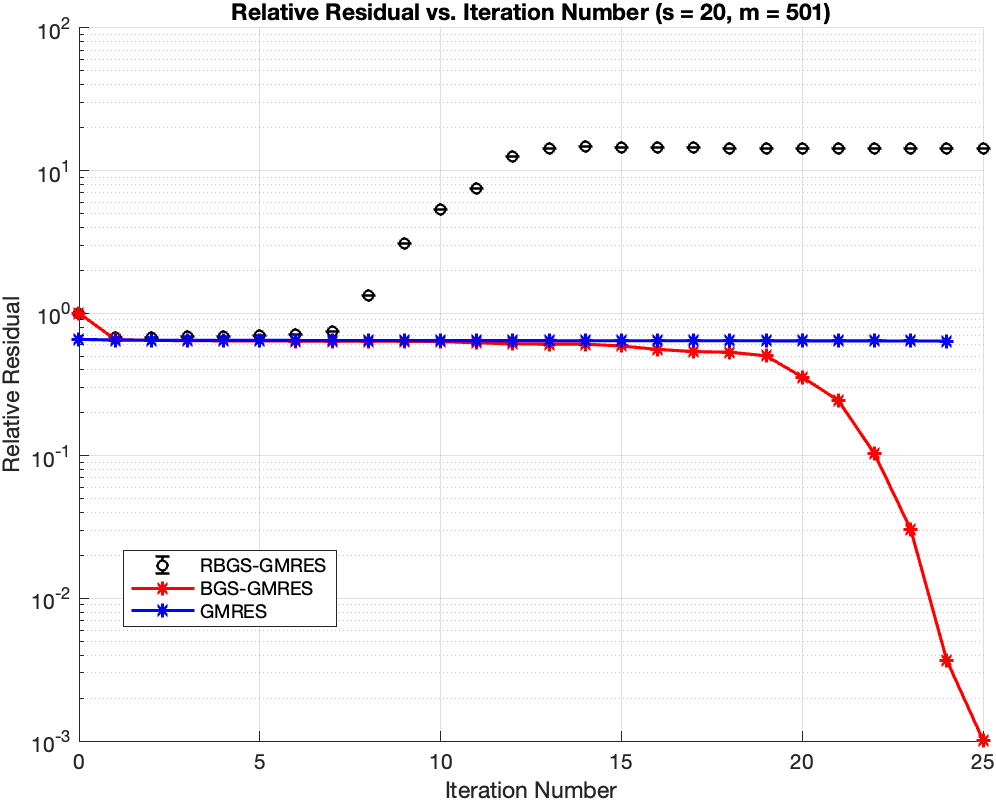 Relative Residual vs. Iteration Number (s = 20, m = 501)
10^2
10^1
10^0
10^-1
10^-2
10^-3
Relative Residual
RBGS-GMRES
BGS-GMRES
GMRES
0 5 10 15 20 25
Iteration Number